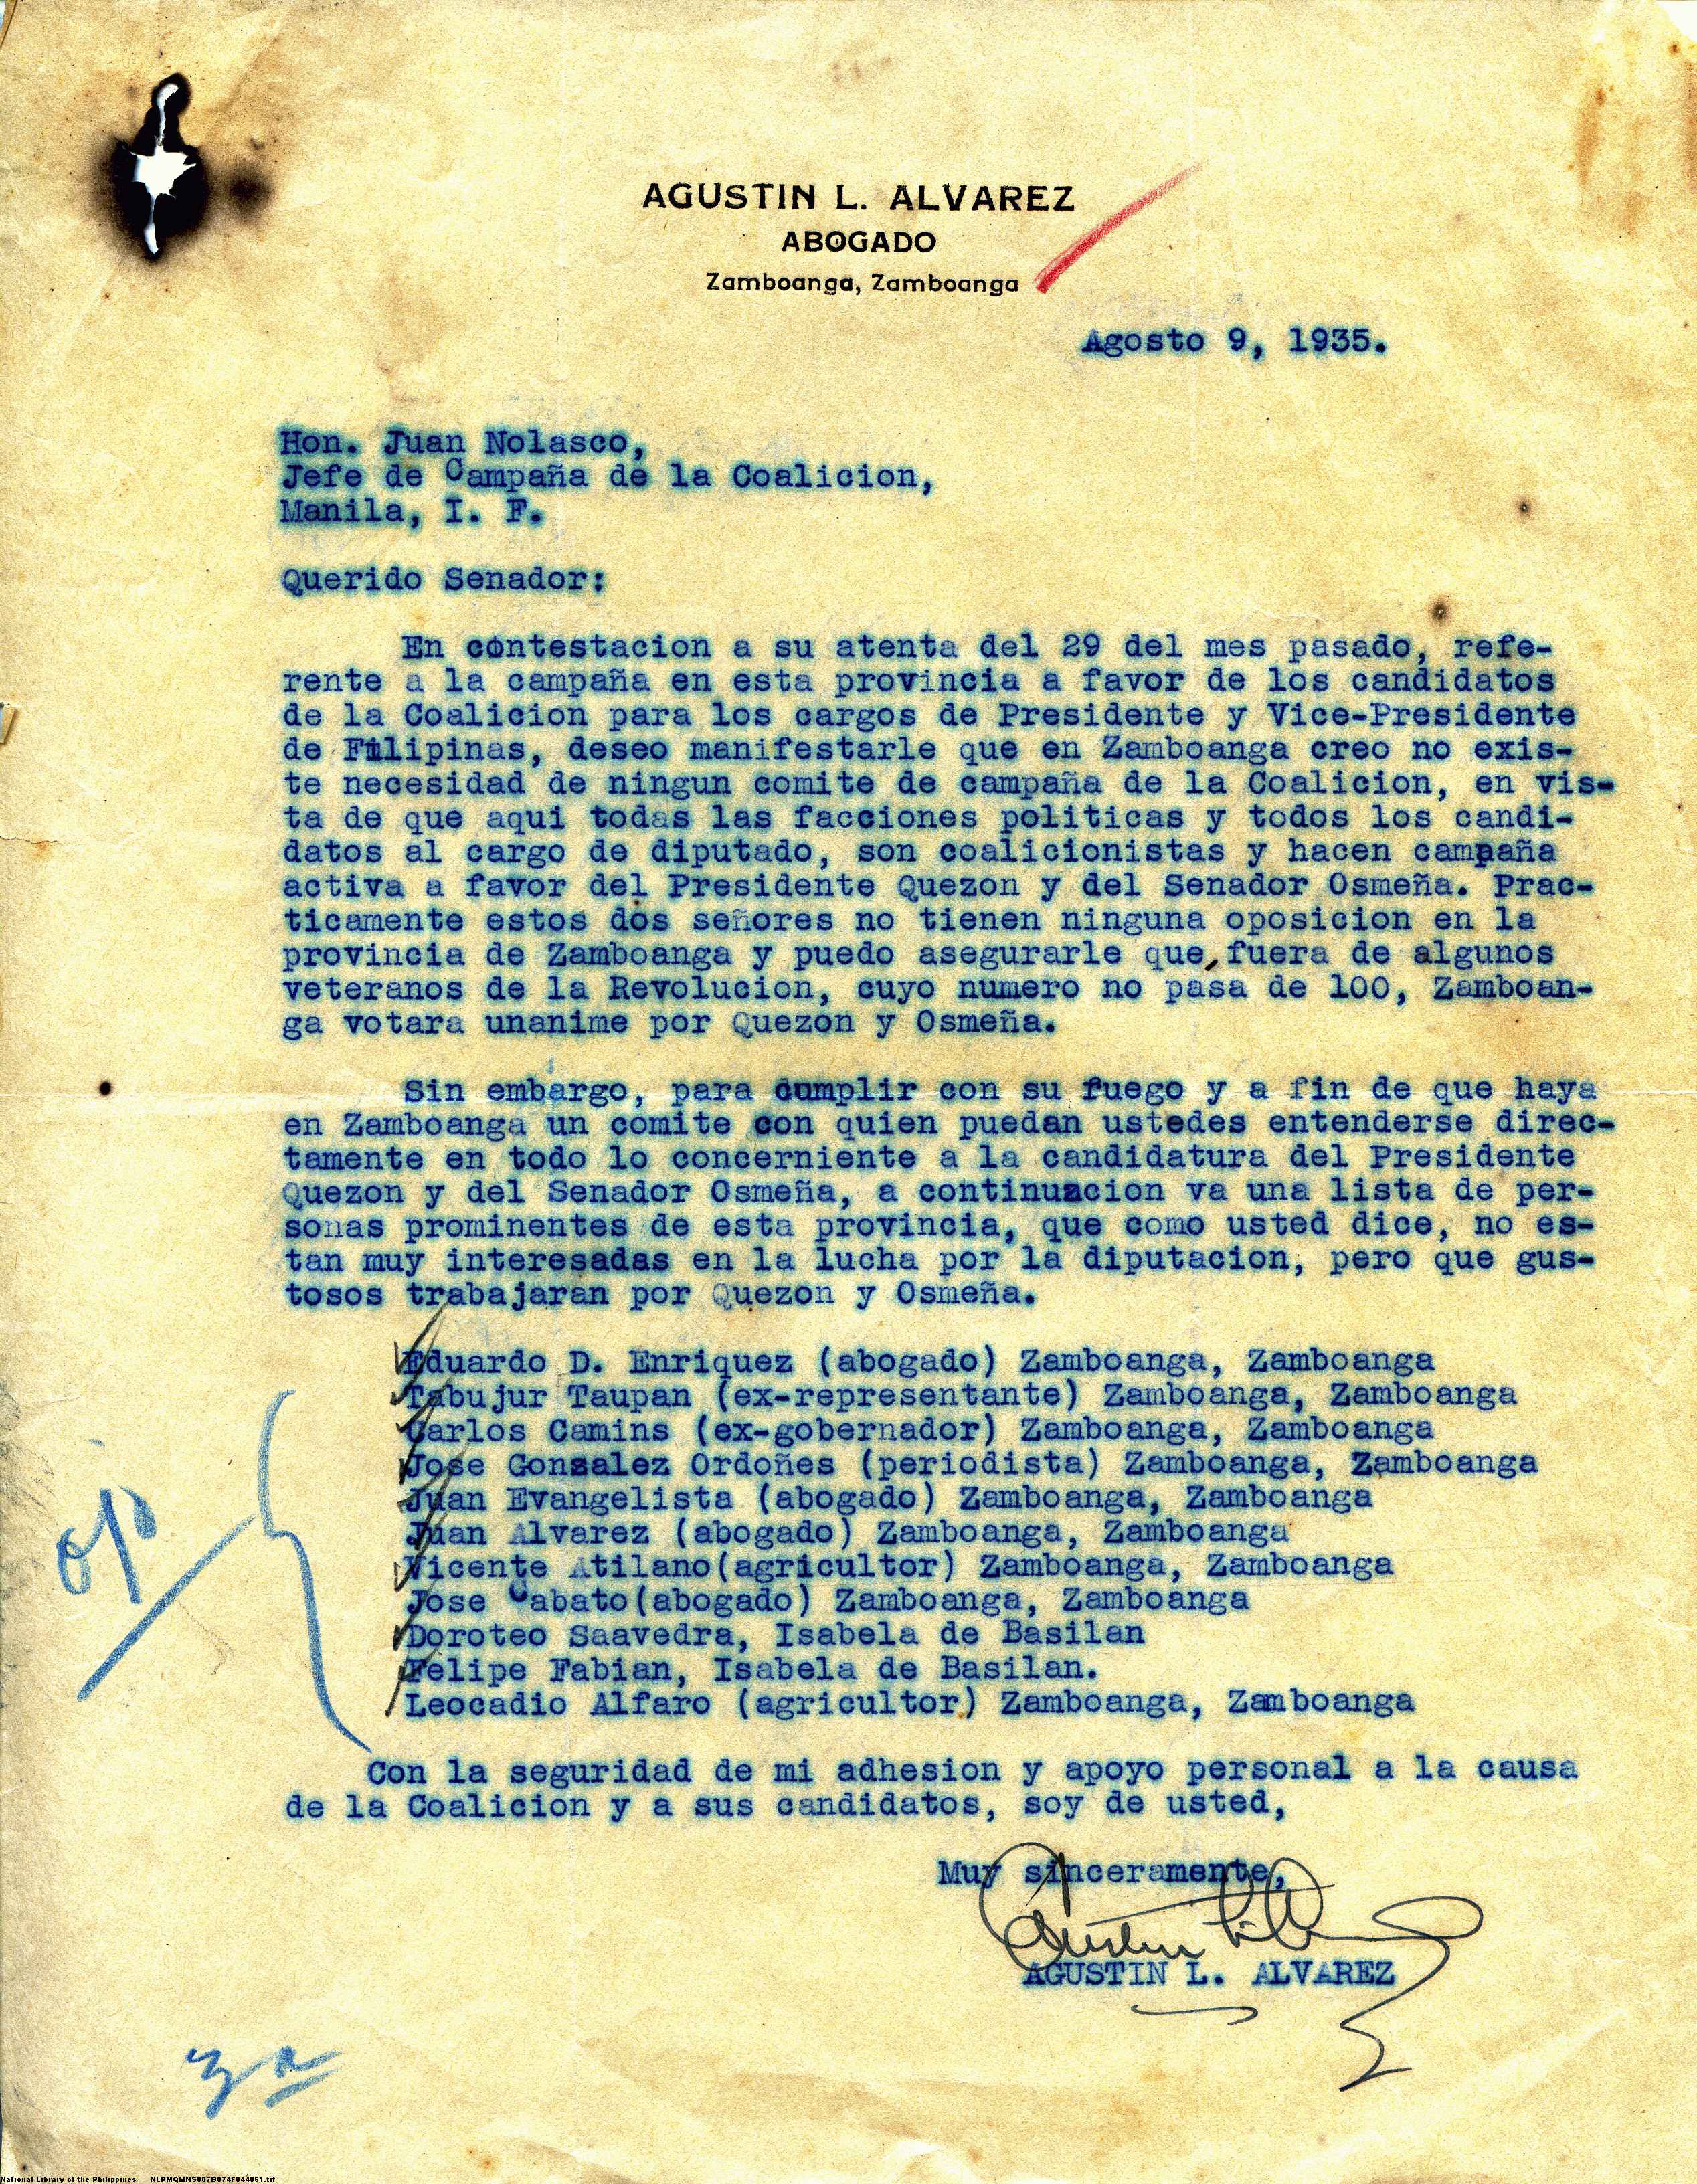 AGUSTIN L. ALVAREZ
ABOGADO
Zamboanga, Zamboanga
Agosto 9, 1935.
Hon. Juan Nolasco,
Jefe de Campaña de la Coalicion,
Manila, I. F.
Querido Senador:
En contestacion a su atenta del 29 del mes pasado, refe-
rente a la campaña en esta provincia a favor de los candidatos
de la Coalicion para los cargos de Presidente y Vice-Presidente
de Filipinas, deseo manifestarle que en Zamboanga creo no exis-
te necesidad de ningun comite de campaña de la Coalicion, en vis-
ta de que aqui todas las facciones politicas y todos los candi-
datos al cargo de diputado, son coalicionistas y hacen campaña
activa a favor del Presidente Quezon y del Senador Osmeña. Prac-
ticamente estos dos señores no tienen ninguna oposicion en la
provincia de Zamboanga y puedo asegurarle que, fuera de algunos
veteranos de la Revolucion, cuyo numero no pasa de 100, Zamboan-
ga votara unanime por Quezon y Osmeña.
Sin embargo, para cumplir con su ruego y a fin de que haya
en Zamboanga un comite con quien puedan ustedes entenderse direc-
tamente en todo lo concerniente a la candidatura del Presidente
Quezon y del Senador Osmeña, a continuacion va una lista de per-
sonas prominentes de esta provincia, que como usted dice, no es-
tan muy interesadas en la lucha por la diputacion, pero que gus-
tosos trabajaran por Quezon y Osmeña.
Eduardo D. Enriquez (abogado) Zamboanga, Zamboanga
Tabujur Taupan (ex-representante) Zamboanga, Zamboanga
Carlos Camins (ex-gobernador) Zamboanga, Zamboanga
Jose Gonzalez Ordoñes (periodista) Zamboanga, Zamboanga
Juan Evangelista (abogado) Zamboanga, Zamboanga
Juan Alvarez (abogado) Zamboanga, Zamboanga
Vicente Atilano(agricultor) Zamboanga, Zamboanga
Jose Cabato(abogado) Zamboanga, Zamboanga
Doroteo Saavedra, Isabela de Basilan
Felipe Fabian, Isabela de Basilan.
Leocadio Alfaro (agricultor) Zamboanga, Zamboanga
ojo
Con la seguridad de mi adhesion y apoyo personal a la causa
de la Coalicion y a sus candidatos, soy de usted,
Muy sinceramente,
AGUSTIN L. ALVAREZ
National Library of the Philippines NLPMQMNS007B074F044061.tif